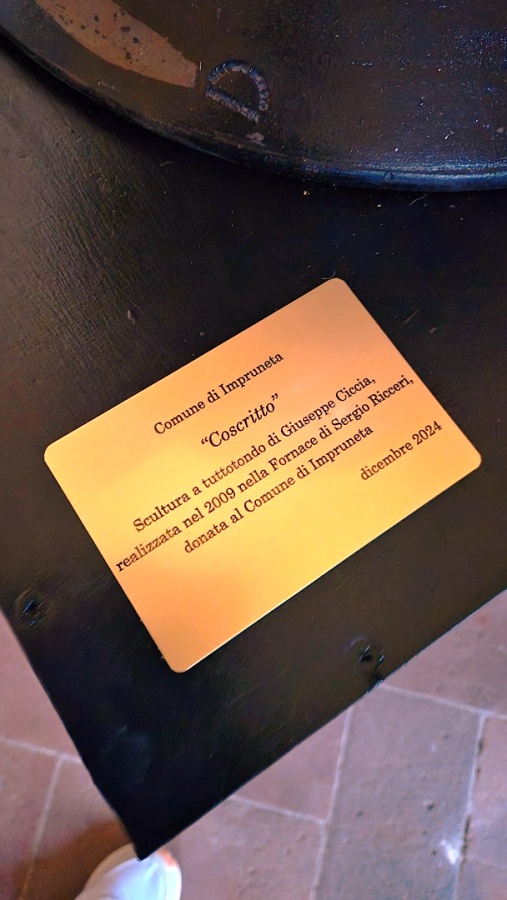 Comune di Impruneta
“Coscritto”
Scultura a tuttotondo di Giuseppe Ciccia,
realizzata nel 2009 nella Fornace di Sergio Ricceri,
donata al Comune di Impruneta
dicembre 2024